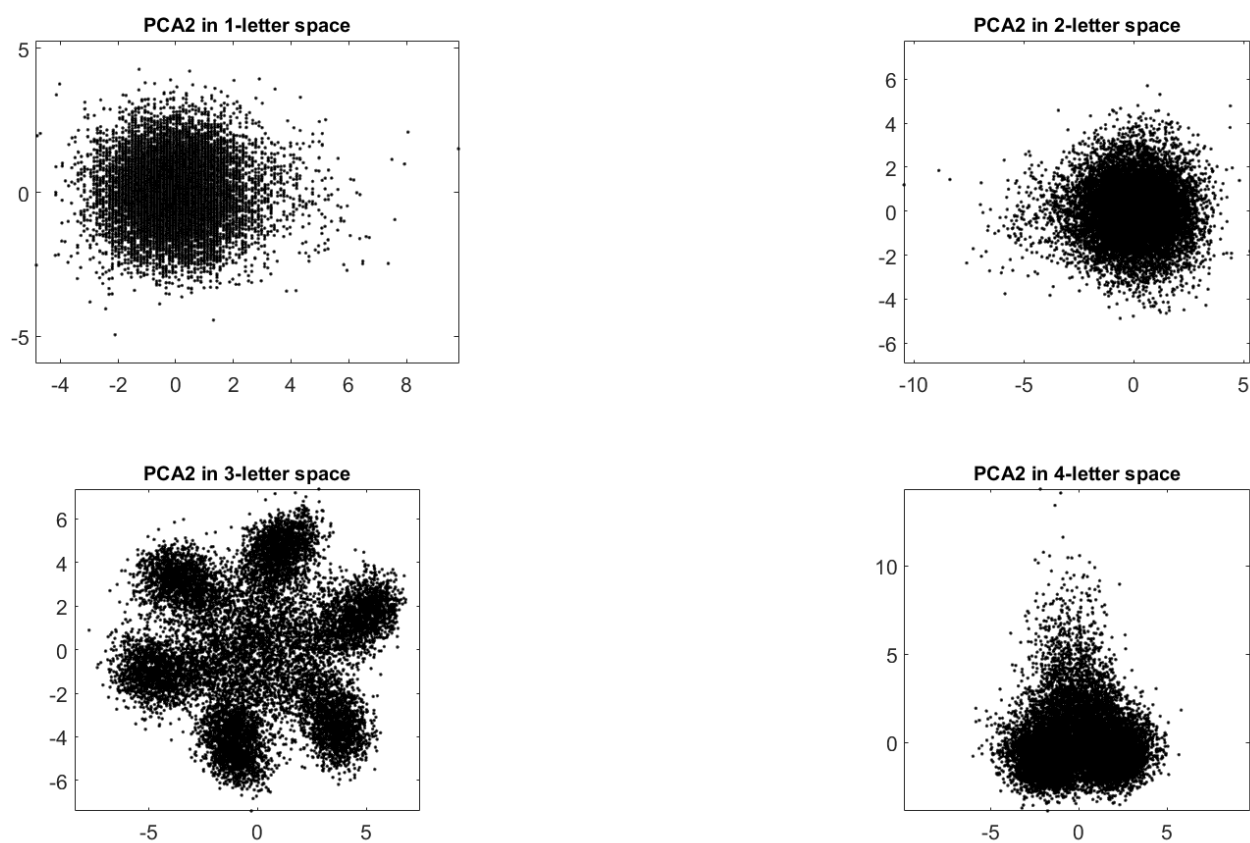 PCA2 in 1-letter space
5
0
-5
-4 -2 0 2 4 6 8
PCA2 in 2-letter space
6
4
2
0
-2
-4
-6
-10 -5 0 5
PCA2 in 3-letter space
6
4
2
0
-2
-4
-6
-5 0 5
PCA2 in 4-letter space
10
5
0
-5 0 5